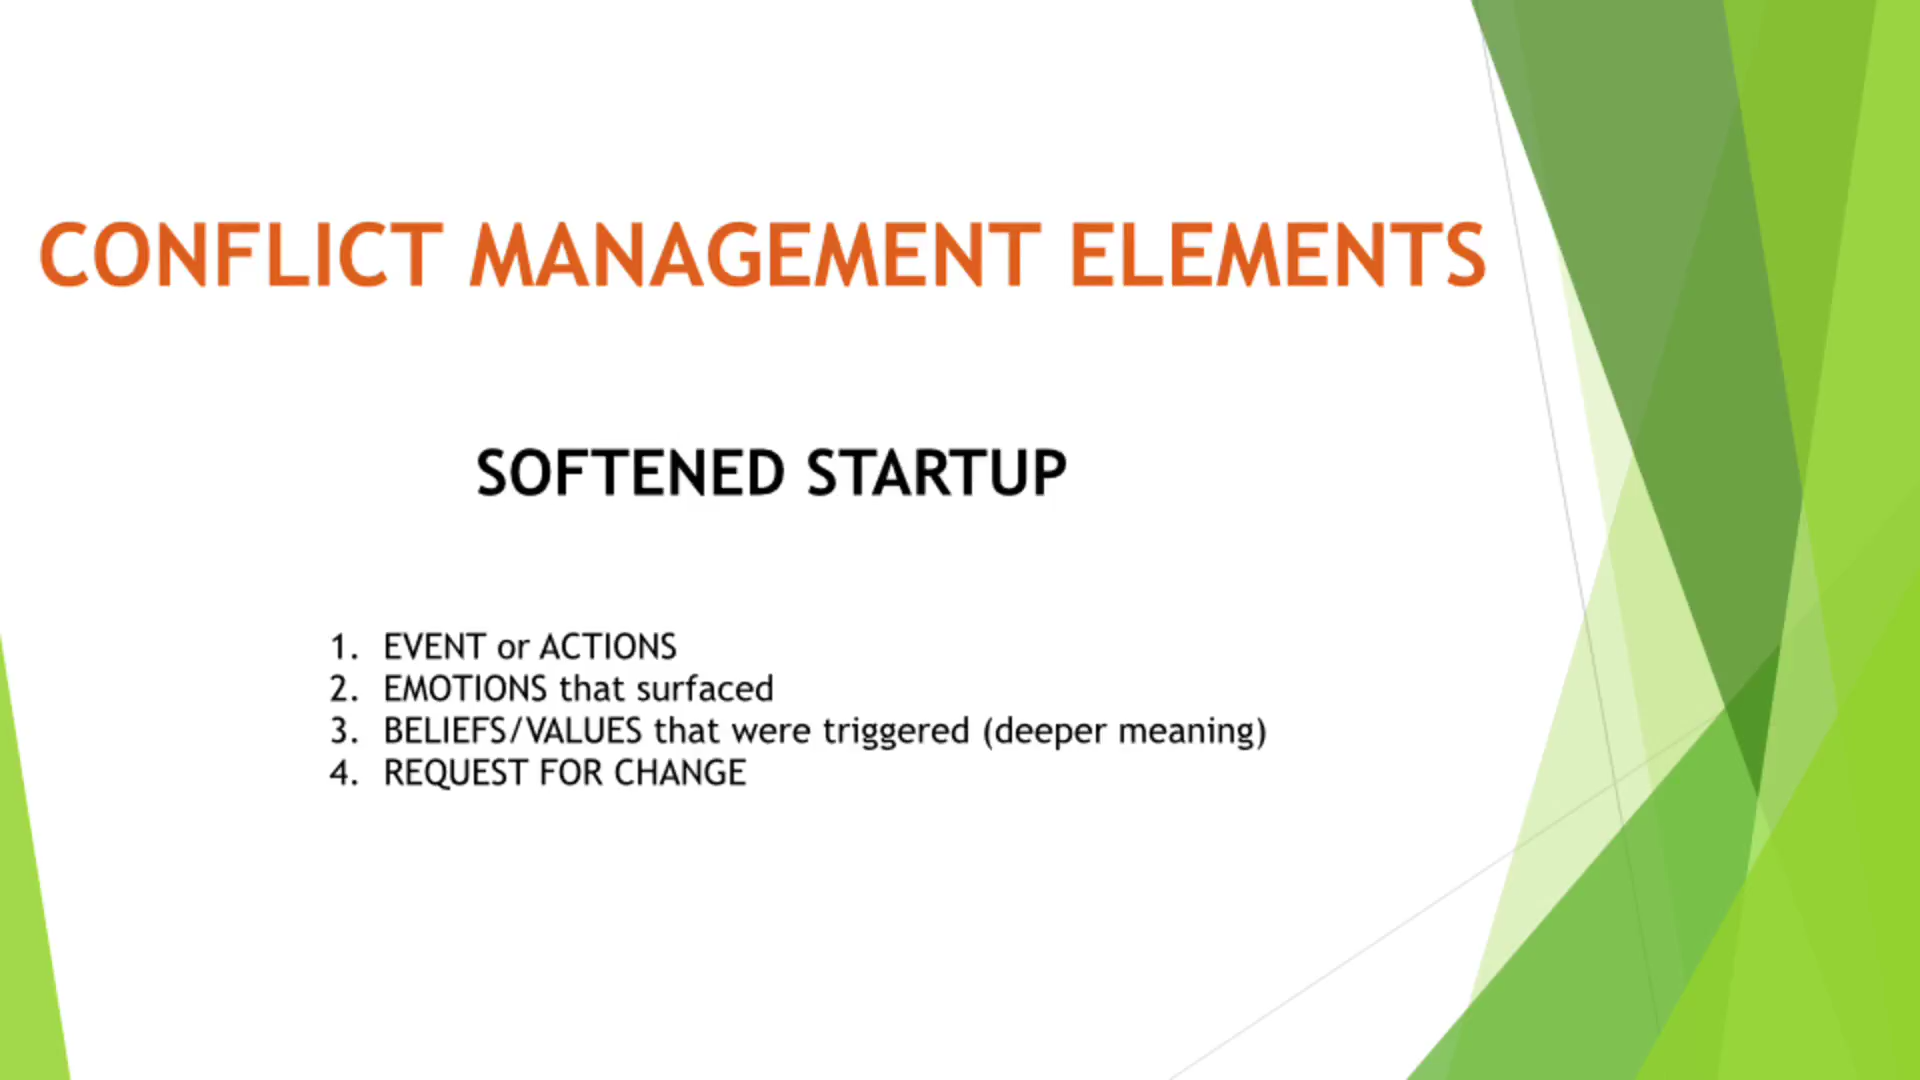 CONFLICT MANAGEMENT ELEMENTS
SOFTENED STARTUP
1. EVENT or ACTIONS
2. EMOTIONS that surfaced
3. BELIEFS/VALUES that were triggered (deeper meaning)
4. REQUEST FOR CHANGE